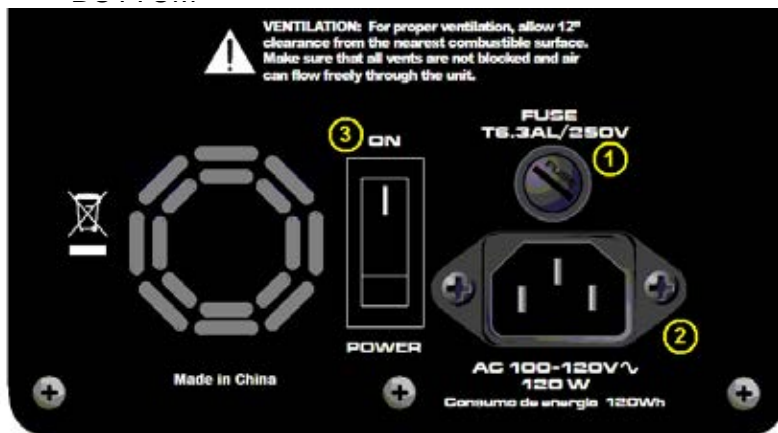 VENTILATION: For proper ventilation, allow 12"
clearance from the nearest combustible surface.
Make sure that all vents are not blocked and air
can flow freely through the unit.
FUSE
T6.3AL/250V
1
3
ON
FUSE
2
POWER
Made in China
AC 100-120V∿
120 W
Consumo de energia 120Wh